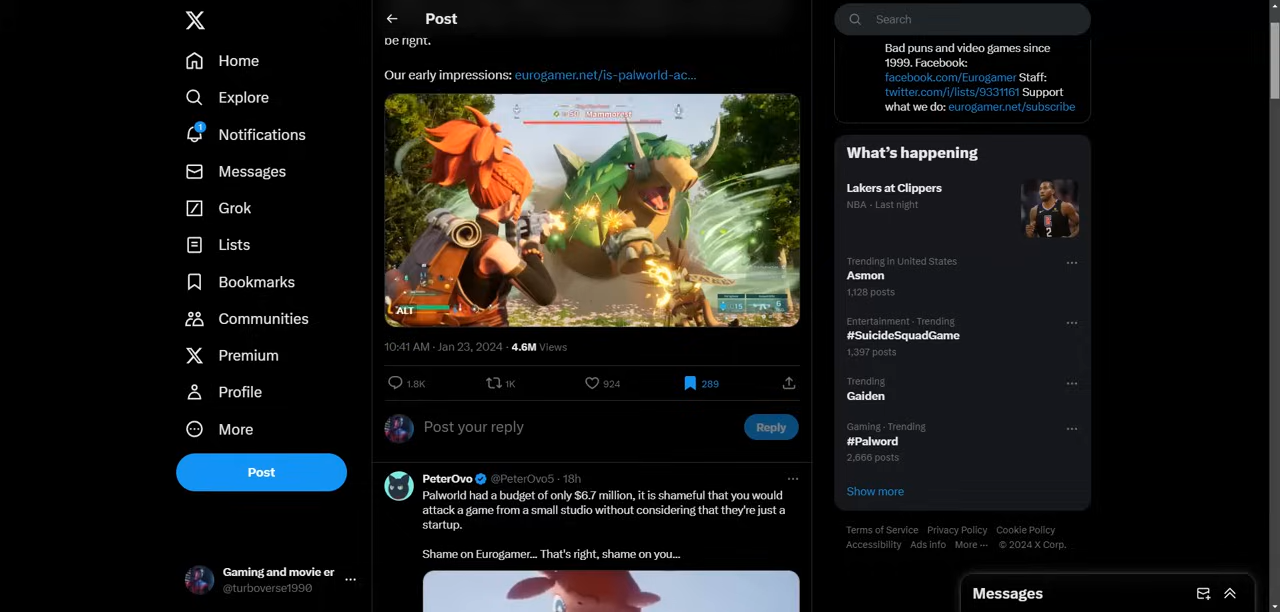 Home
Explore
1
Notifications
Messages
Grok
Lists
Bookmarks
Communities
Premium
Profile
More
Post
Gaming and movie er
@turboverse1990
Post
be right.
Our early impressions: eurogamer.net/is-palworld-ac...
Mammorest
ALT
10:41 AM · Jan 23, 2024 · 4.6M Views
1.8K
1K
924
289
Post your reply
Reply
PeterOvo @PeterOvo5 · 18h
Palworld had a budget of only $6.7 million, it is shameful that you would
attack a game from a small studio without considering that they're just a
startup.
Shame on Eurogamer... That's right, shame on you...
Search
Bad puns and video games since
1999. Facebook:
facebook.com/Eurogamer Staff:
twitter.com/i/lists/9331161 Support
what we do: eurogamer.net/subscribe
What's happening
Lakers at Clippers
NBA · Last night
2
Trending in United States
Asmon
1,128 posts
Entertainment · Trending
#SuicideSquadGame
1,397 posts
Trending
Gaiden
Gaming · Trending
#Palword
2,666 posts
Show more
Terms of Service Privacy Policy Cookie Policy
Accessibility Ads info More ··· © 2024 X Corp.
Messages